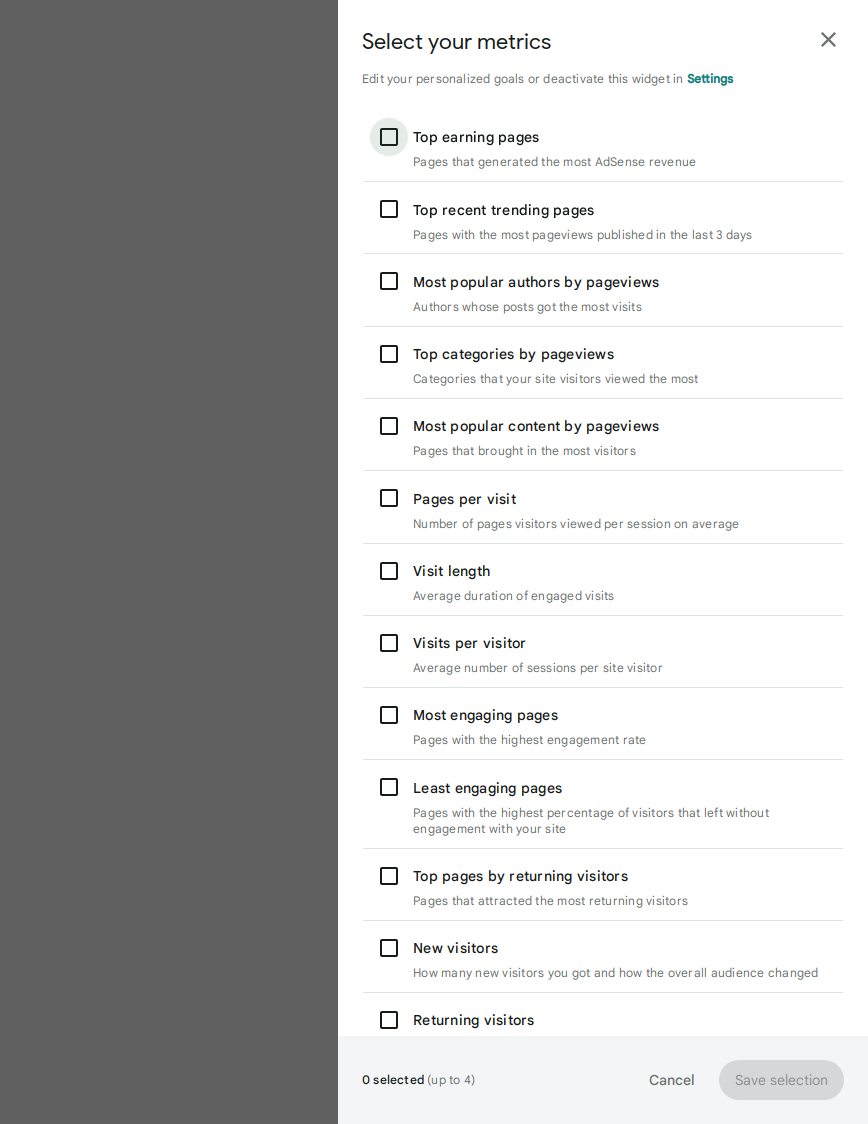 Select your metrics
Edit your personalized goals or deactivate this widget in Settings
Top earning pages
Pages that generated the most AdSense revenue
Top recent trending pages
Pages with the most pageviews published in the last 3 days
Most popular authors by pageviews
Authors whose posts got the most visits
Top categories by pageviews
Categories that your site visitors viewed the most
Most popular content by pageviews
Pages that brought in the most visitors
Pages per visit
Number of pages visitors viewed per session on average
Visit length
Average duration of engaged visits
Visits per visitor
Average number of sessions per site visitor
Most engaging pages
Pages with the highest engagement rate
Least engaging pages
Pages with the highest percentage of visitors that left without
engagement with your site
Top pages by returning visitors
Pages that attracted the most returning visitors
New visitors
How many new visitors you got and how the overall audience changed
Returning visitors
0 selected (up to 4)
Cancel
Save selection